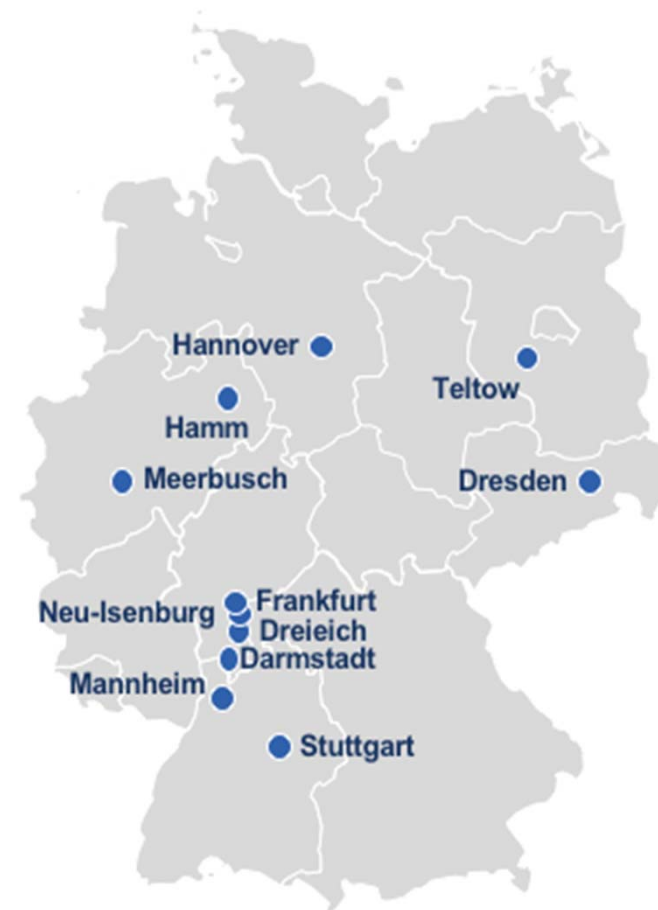 Hannover
Teltow
Hamm
Meerbusch
Dresden
Frankfurt
Neu-Isenburg
Dreieich
Darmstadt
Mannheim
Stuttgart